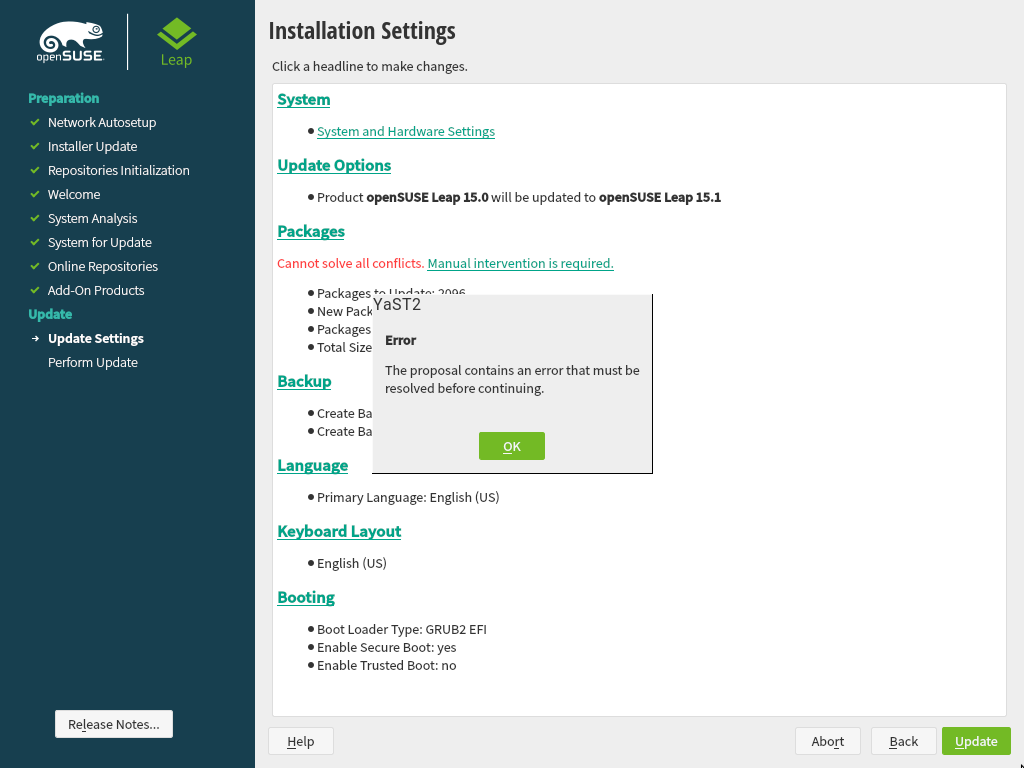 openSUSE
Leap
Preparation
Network Autosetup
Installer Update
Repositories Initialization
Welcome
System Analysis
System for Update
Online Repositories
Add-On Products
Update
Update Settings
Perform Update
Release Notes...
Installation Settings
Click a headline to make changes.
System
System and Hardware Settings
Update Options
Product openSUSE Leap 15.0 will be updated to openSUSE Leap 15.1
Packages
Cannot solve all conflicts. Manual intervention is required.
Packages to Update: 2096
New Pack
Packages
Total Size
Backup
Create Ba
Create Ba
YaST2
Error
The proposal contains an error that must be
resolved before continuing.
OK
Language
Primary Language: English (US)
Keyboard Layout
English (US)
Booting
Boot Loader Type: GRUB2 EFI
Enable Secure Boot: yes
Enable Trusted Boot: no
Help
Abort
Back
Update